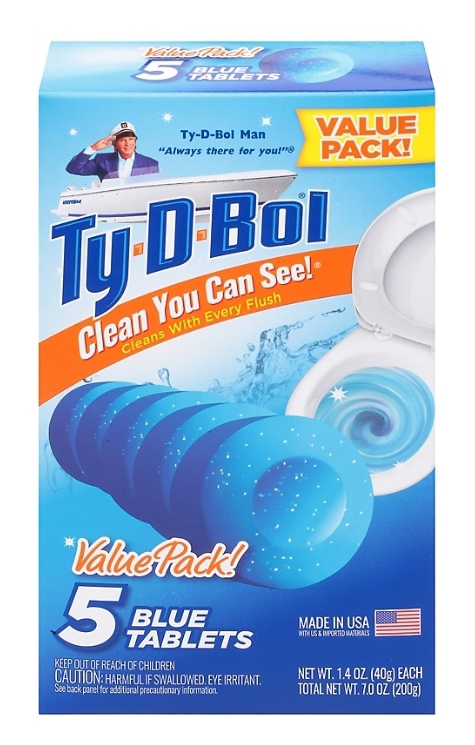 Value Pack!
5 BLUE
TABLETS
Ty-D-Bol Man
"Always there for you!"®
VALUE
PACK!
Ty·D·Bol®
Clean You Can See!®
Cleans With Every Flush
Value Pack!
5 BLUE
TABLETS
MADE IN USA
WITH US & IMPORTED MATERIALS
KEEP OUT OF REACH OF CHILDREN
CAUTION: HARMFUL IF SWALLOWED. EYE IRRITANT.
See back panel for additional precautionary information.
NET WT. 1.4 OZ. (40g) EACH
TOTAL NET WT. 7.0 OZ. (200g)